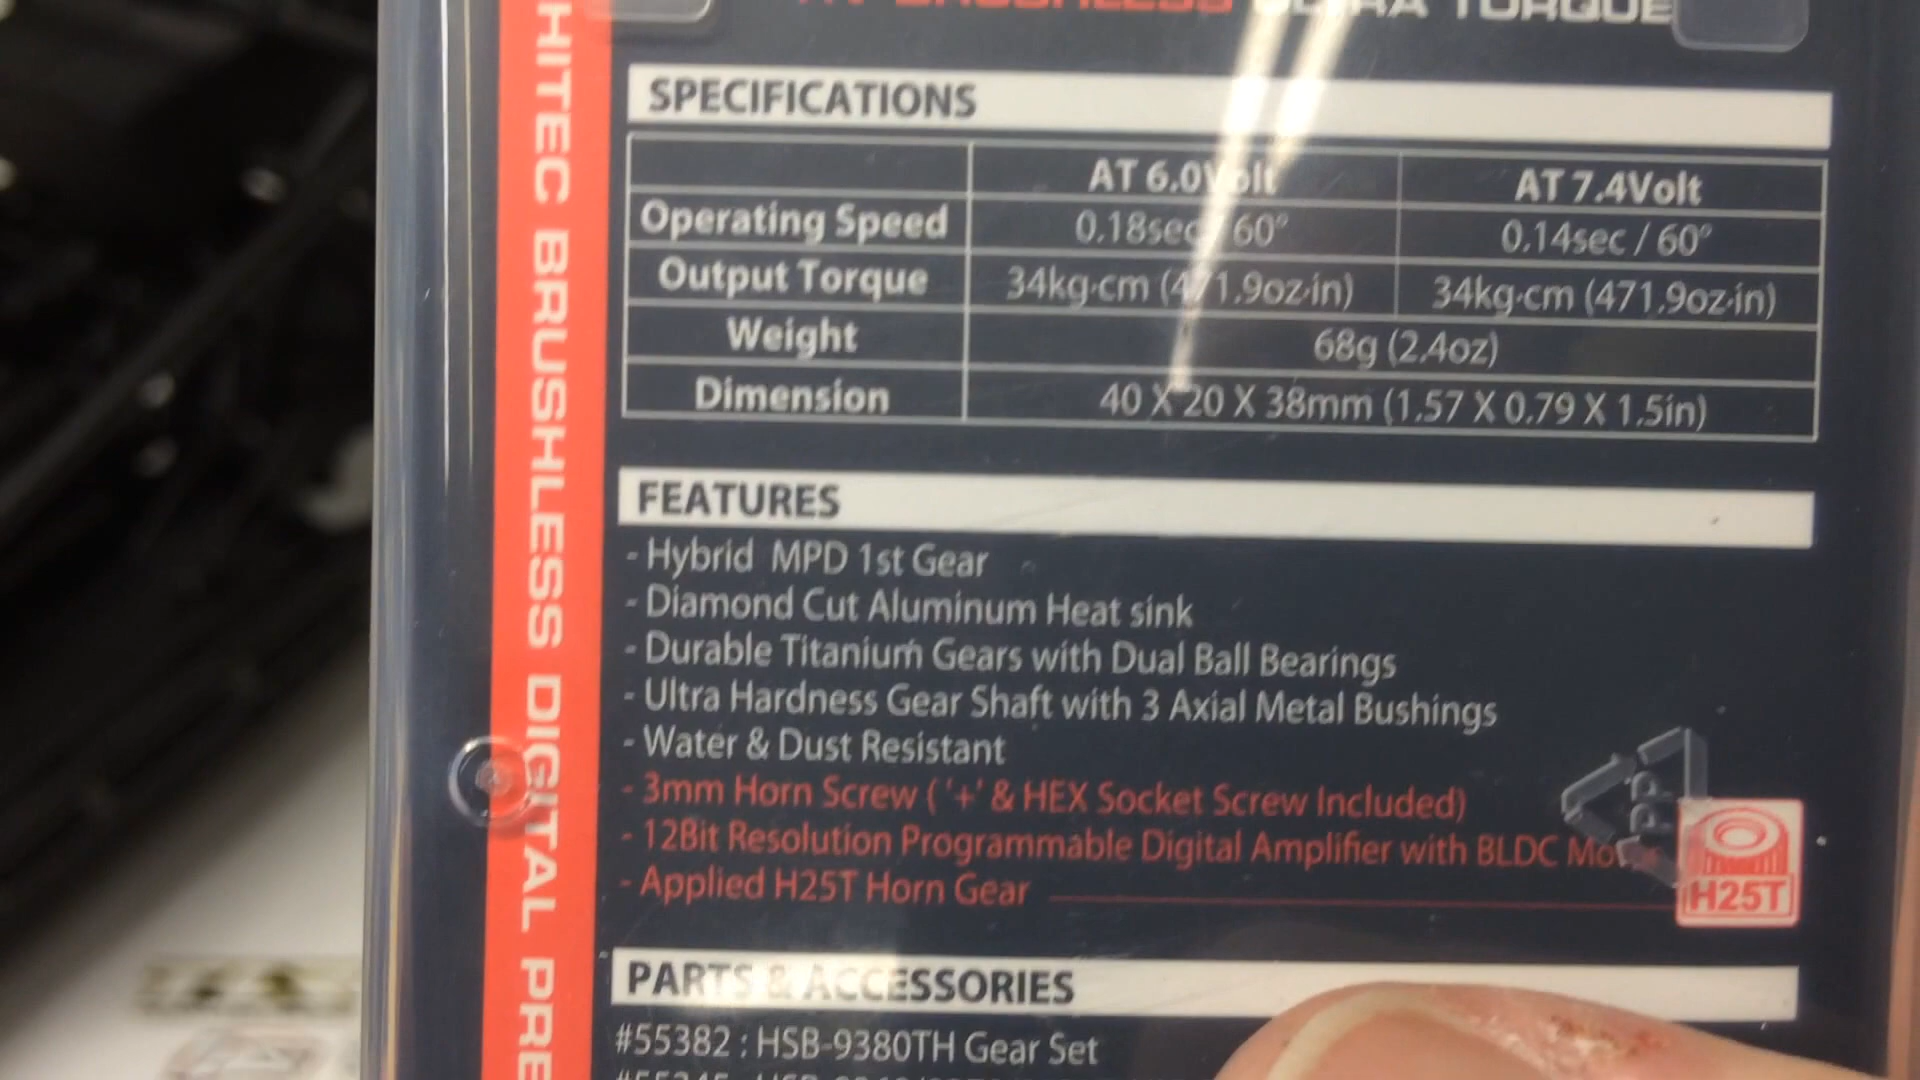 BRUSHLESS ULTRA TORQUE
HITEC BRUSHLESS DIGITAL PRE
SPECIFICATIONS
AT 6.0Volt AT 7.4Volt
Operating Speed 0.18sec / 60° 0.14sec / 60°
Output Torque 34kg·cm (471.9oz·in) 34kg·cm (471.9oz·in)
Weight 68g (2.4oz)
Dimension 40 X 20 X 38mm (1.57 X 0.79 X 1.5in)
FEATURES
- Hybrid MPD 1st Gear
- Diamond Cut Aluminum Heat sink
- Durable Titanium Gears with Dual Ball Bearings
- Ultra Hardness Gear Shaft with 3 Axial Metal Bushings
- Water & Dust Resistant
- 3mm Horn Screw ( '+' & HEX Socket Screw Included)
- 12Bit Resolution Programmable Digital Amplifier with BLDC Mo
- Applied H25T Horn Gear
PP
H25T
PARTS & ACCESSORIES
#55382 : HSB-9380TH Gear Set